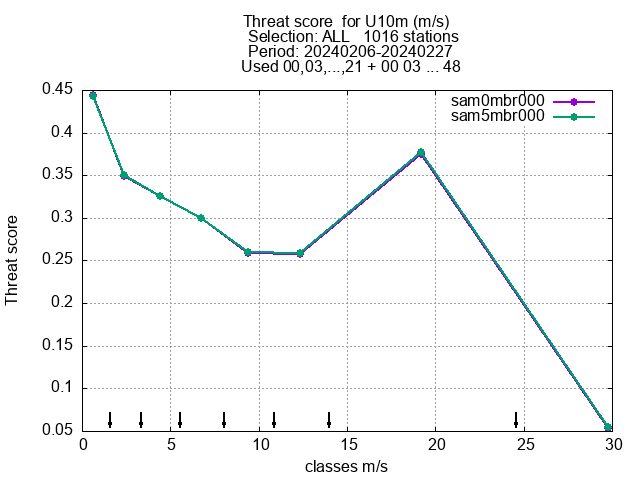 Threat score  for U10m (m/s)
Selection: ALL   1016 stations
Period: 20240206-20240227
Used 00,03,...,21 + 00 03 ... 48
sam0mbr000
sam5mbr000
0.45
0.4
0.35
0.3
0.25
0.2
0.15
0.1
0.05
Threat score
0 5 10 15 20 25 30
classes m/s